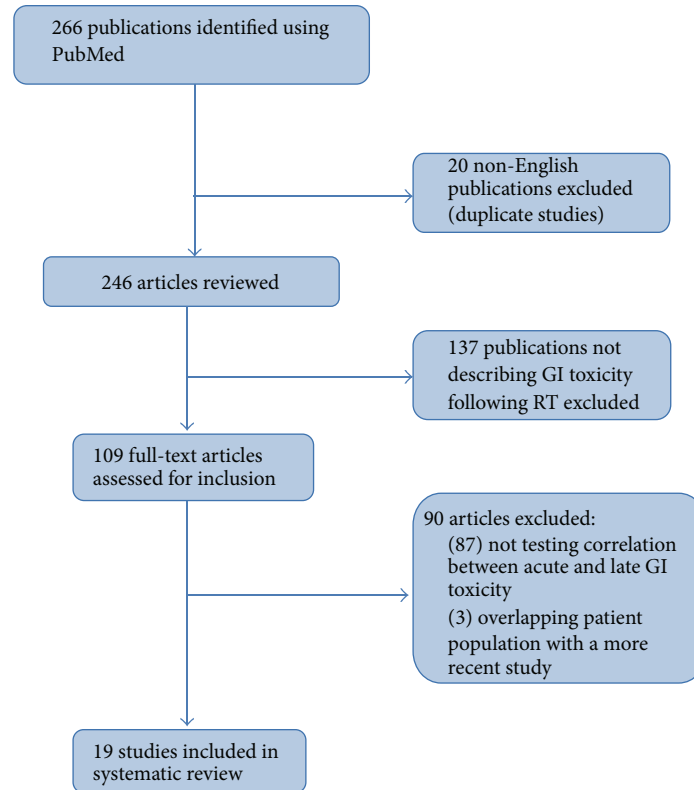 266 publications identified using
PubMed
20 non-English
publications excluded
(duplicate studies)
246 articles reviewed
137 publications not
describing GI toxicity
following RT excluded
109 full-text articles
assessed for inclusion
90 articles excluded:
(87) not testing correlation
between acute and late GI
toxicity
(3) overlapping patient
population with a more
recent study
19 studies included in
systematic review